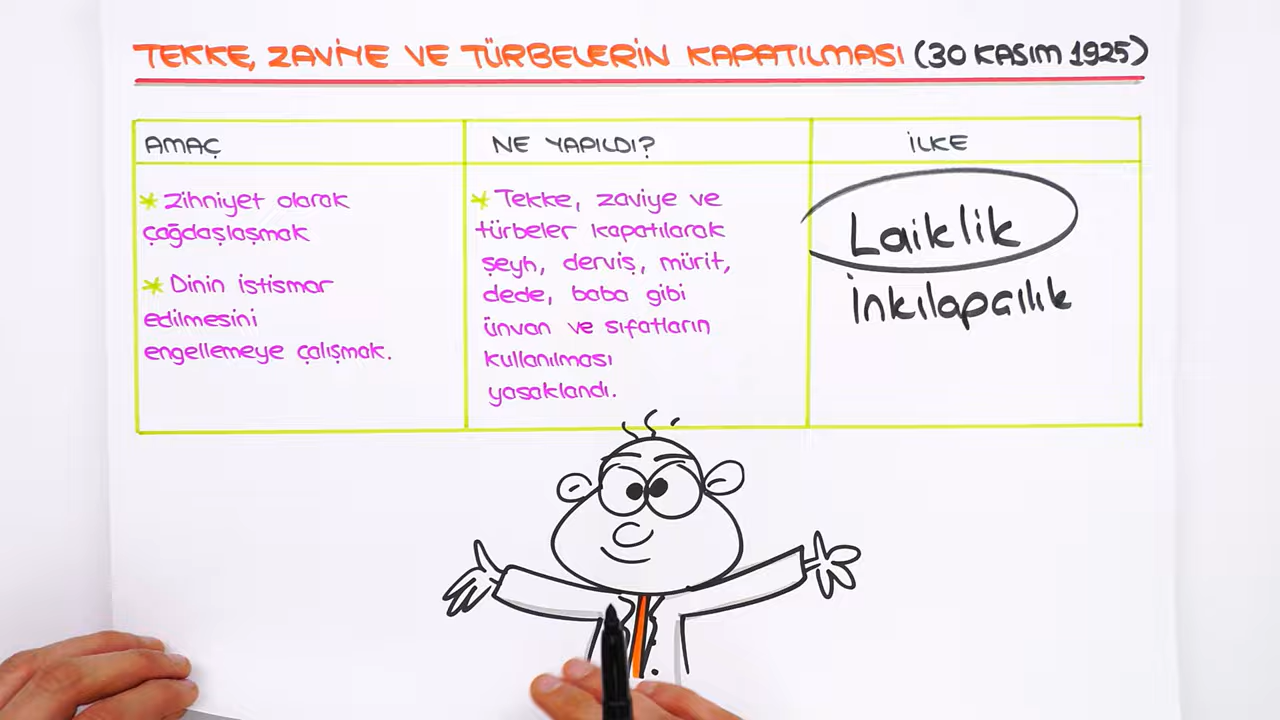 TEKKE, ZAVİYE VE TÜRBELERİN KAPATILMASI (30 KASIM 1925)
AMAÇ
* Zihniyet olarak
çağdaşlaşmak
* Dinin istismar
edilmesini
engellemeye çalışmak.
NE YAPILDI?
* Tekke, zaviye ve
türbeler kapatılarak
şeyh, derviş, mürit,
dede, baba gibi
ünvan ve sıfatların
kullanılması
yasaklandı.
İLKE
Laiklik
İnkılapçılık